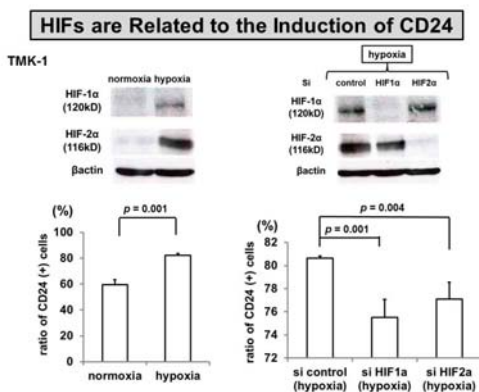 HIFs are Related to the Induction of CD24
TMK-1
normoxia hypoxia
HIF-1α
(120kD)
HIF-2α
(116kD)
βactin
hypoxia
Si control HIF1α HIF2α
HIF-1α
(120kD)
HIF-2α
(116kD)
βactin
(%)
p = 0.001
ratio of CD24 (+) cells
100
80
60
40
20
0
normoxia hypoxia
(%)
p = 0.004
p = 0.001
ratio of CD24 (+) cells
82
80
78
76
74
72
si control si HIF1a si HIF2a
(hypoxia) (hypoxia) (hypoxia)